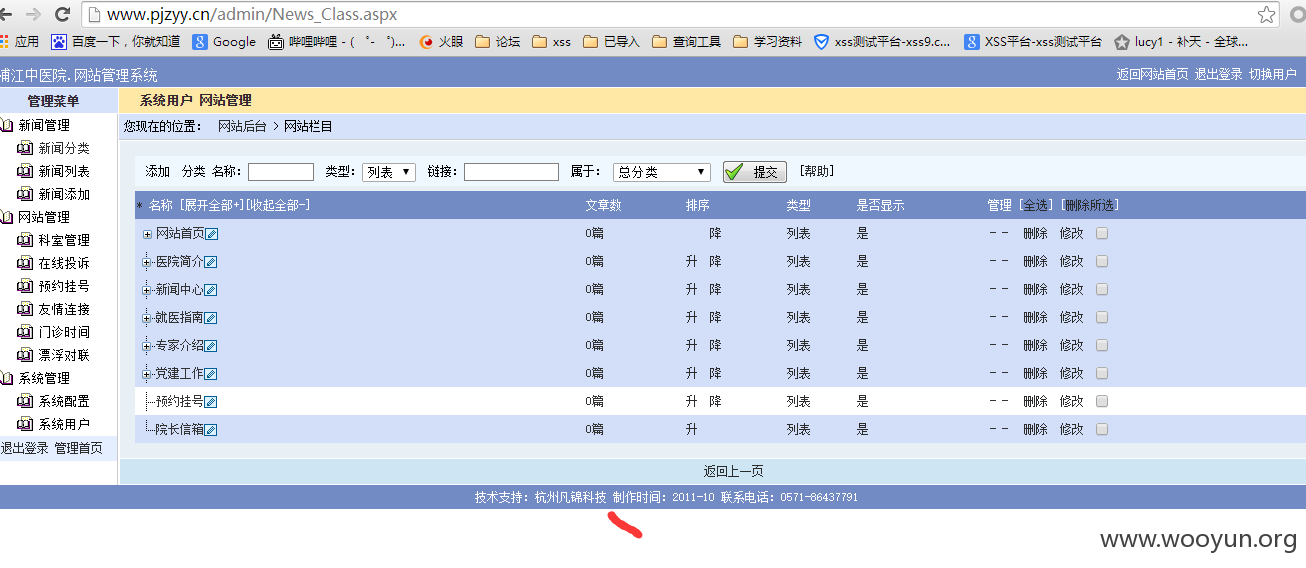 www.pjzyy.cn/admin/News_Class.aspx
应用 百度一下，你就知道 Google 哔哩哔哩 - ( ゜- ゜)... 火眼 论坛 xss 已导入 查询工具 学习资料 xss测试平台-xss9.c... XSS平台-xss测试平台 lucy1 - 补天 - 全球...
浦江中医院.网站管理系统 返回网站首页 退出登录 切换用户
管理菜单 系统用户 网站管理
新闻管理 您现在的位置： 网站后台 > 网站栏目
新闻分类
新闻列表 添加 分类 名称： 类型： 列表 链接： 属于： 总分类 提交 [帮助]
新闻添加 * 名称 [展开全部+][收起全部-] 文章数 排序 类型 是否显示 管理 [全选] [删除所选]
网站管理 网站首页 0篇 降 列表 是 - - 删除 修改
科室管理
在线投诉 医院简介 0篇 升 降 列表 是 - - 删除 修改
预约挂号 新闻中心 0篇 升 降 列表 是 - - 删除 修改
友情连接 就医指南 0篇 升 降 列表 是 - - 删除 修改
门诊时间
漂浮对联 专家介绍 0篇 升 降 列表 是 - - 删除 修改
系统管理 党建工作 0篇 升 降 列表 是 - - 删除 修改
系统配置 预约挂号 0篇 升 降 列表 是 - - 删除 修改
系统用户 院长信箱 0篇 升 列表 是 - - 删除 修改
退出登录 管理首页
返回上一页
技术支持：杭州凡锦科技 制作时间：2011-10 联系电话：0571-86437791
www.wooyun.org